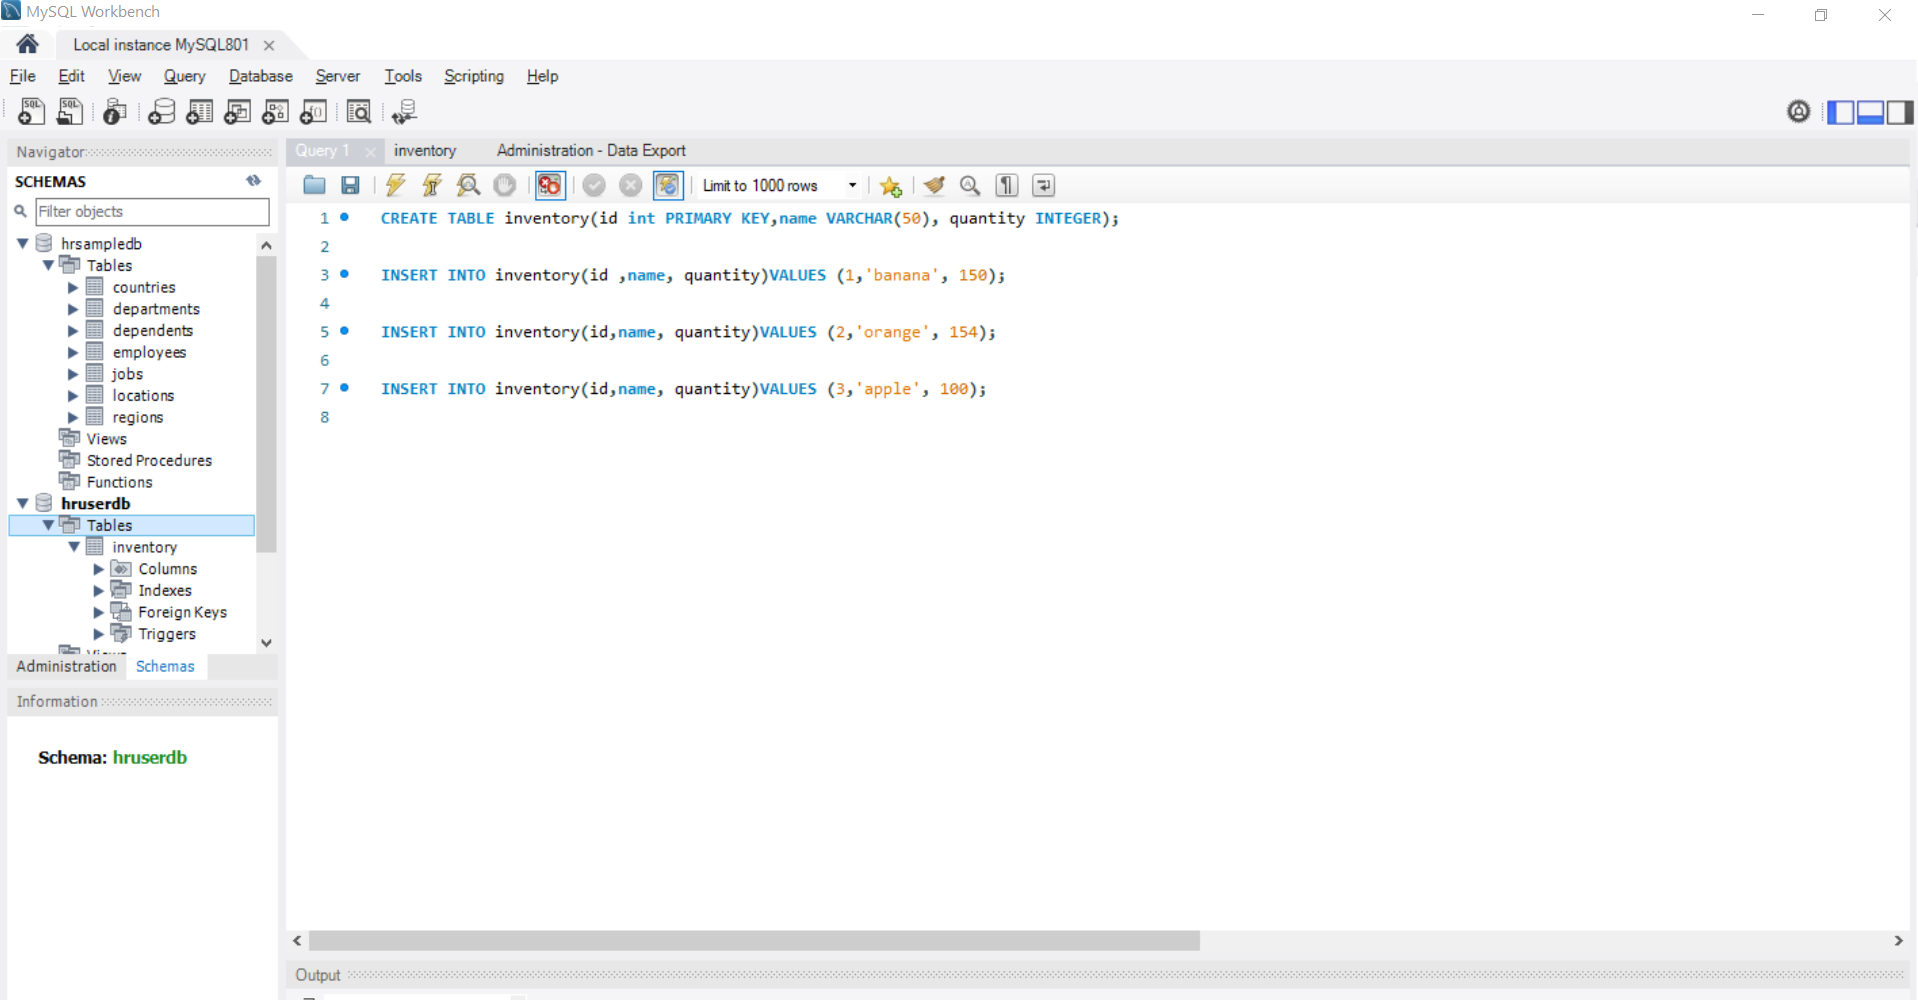 MySQL Workbench
Local instance MySQL801
File Edit View Query Database Server Tools Scripting Help
Navigator
SCHEMAS
Filter objects
hrsampledb
Tables
countries
departments
dependents
employees
jobs
locations
regions
Views
Stored Procedures
Functions
hruserdb
Tables
inventory
Columns
Indexes
Foreign Keys
Triggers
Views
Administration Schemas
Information
Schema: hruserdb
Query 1 inventory Administration - Data Export
Limit to 1000 rows
1 CREATE TABLE inventory(id int PRIMARY KEY,name VARCHAR(50), quantity INTEGER);
2
3 INSERT INTO inventory(id ,name, quantity)VALUES (1,'banana', 150);
4
5 INSERT INTO inventory(id,name, quantity)VALUES (2,'orange', 154);
6
7 INSERT INTO inventory(id,name, quantity)VALUES (3,'apple', 100);
8
Output